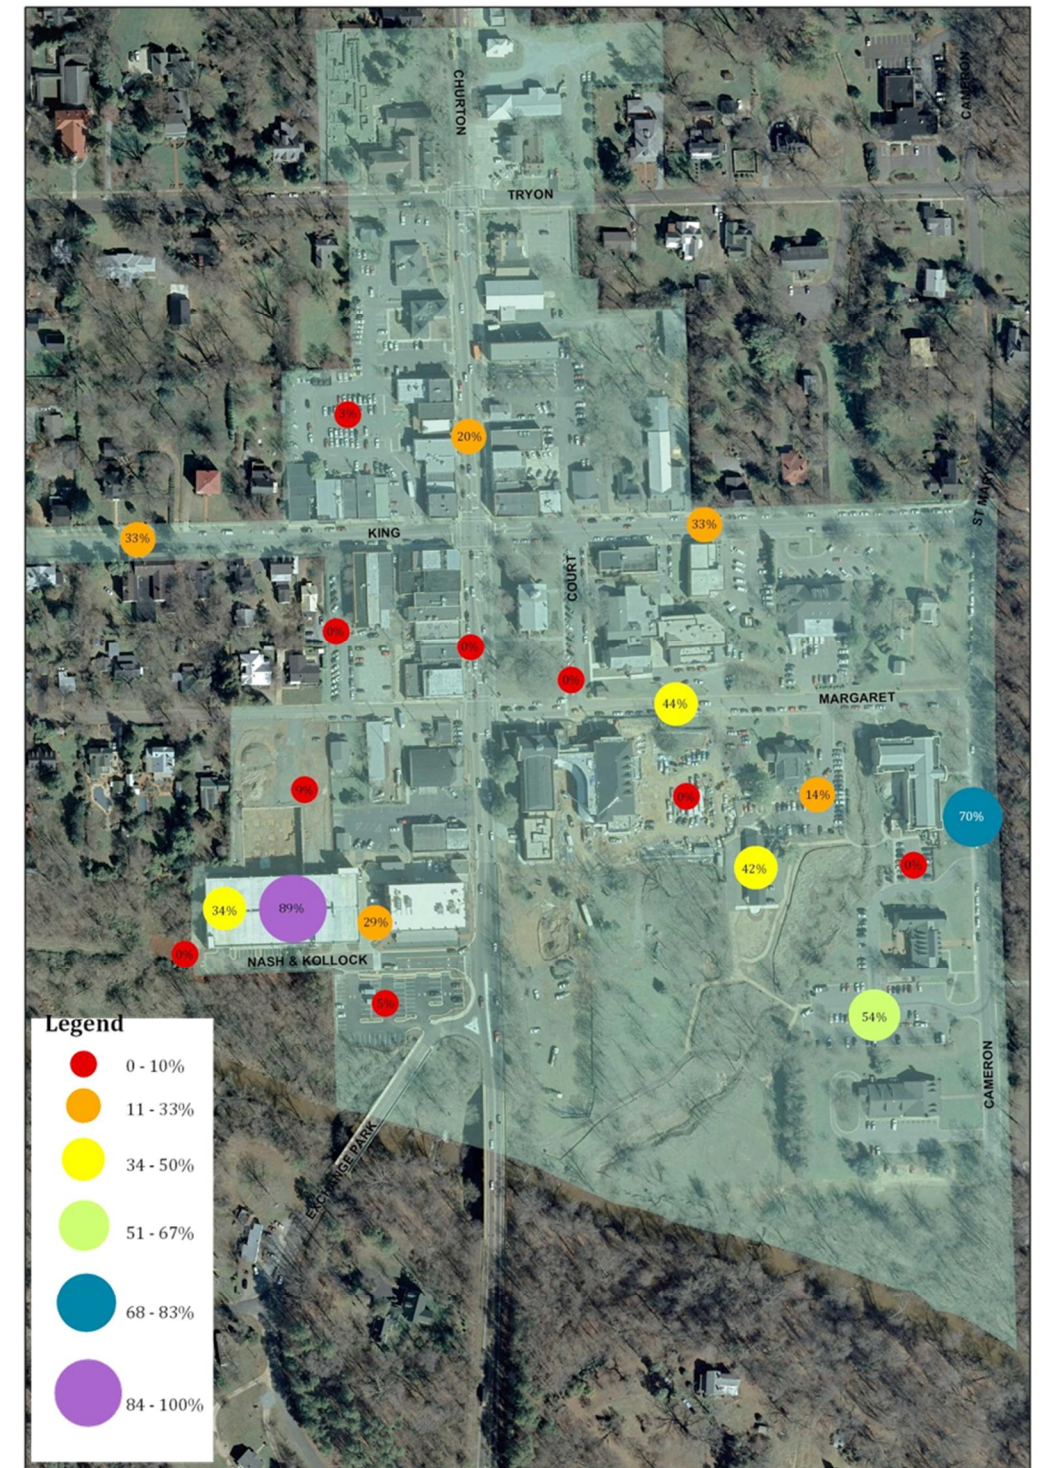 CHURTON
CAMERON
TRYON
3%
20%
ST MARY
33%
KING
33%
COURT
0%
0%
0%
44%
MARGARET
9%
0%
14%
70%
42%
0%
34%
89%
29%
0%
NASH & KOLLOCK
5%
54%
Legend
0 - 10%
11 - 33%
34 - 50%
51 - 67%
68 - 83%
84 - 100%
EXCHANGE PARK
CAMERON